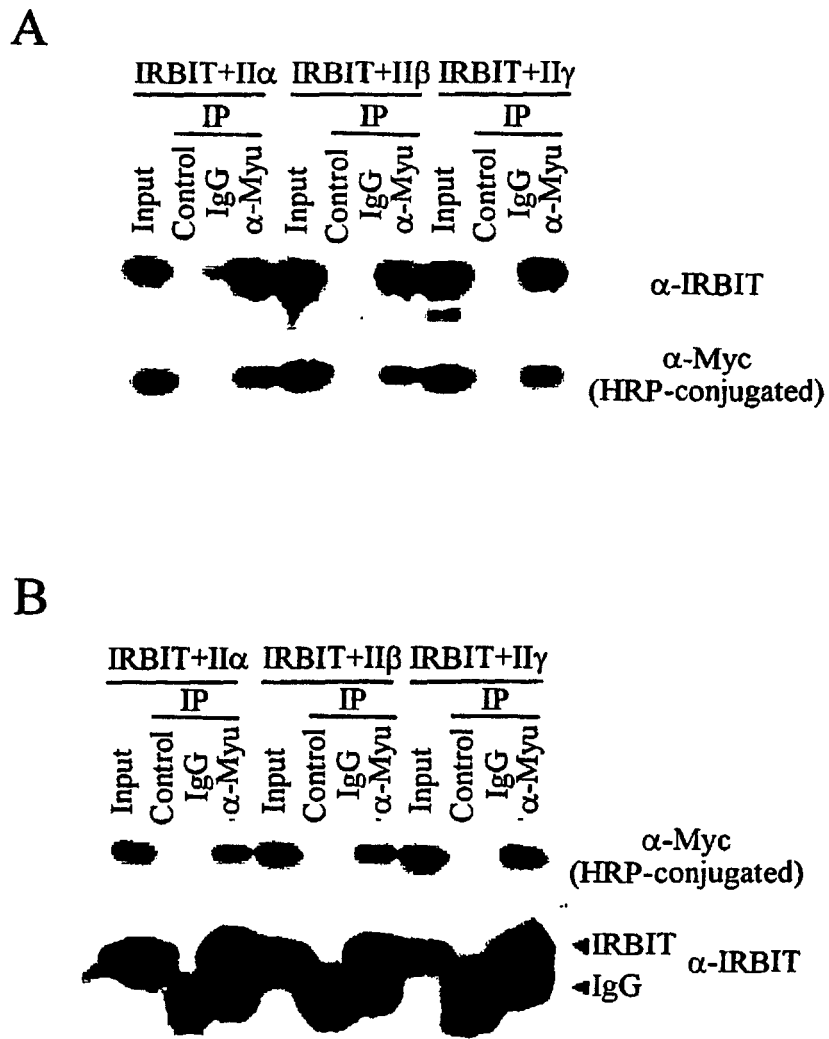 A
IRBIT+IIα IRBIT+IIβ IRBIT+IIγ
IP IP IP
Input Control IgG α-Myu Input Control IgG α-Myu Input Control IgG α-Myu
α-IRBIT
α-Myc
(HRP-conjugated)
B
IRBIT+IIα IRBIT+IIβ IRBIT+IIγ
IP IP IP
Input Control IgG α-Myu Input Control IgG α-Myu Input Control IgG α-Myu
α-Myc
(HRP-conjugated)
IRBIT
α-IRBIT
IgG